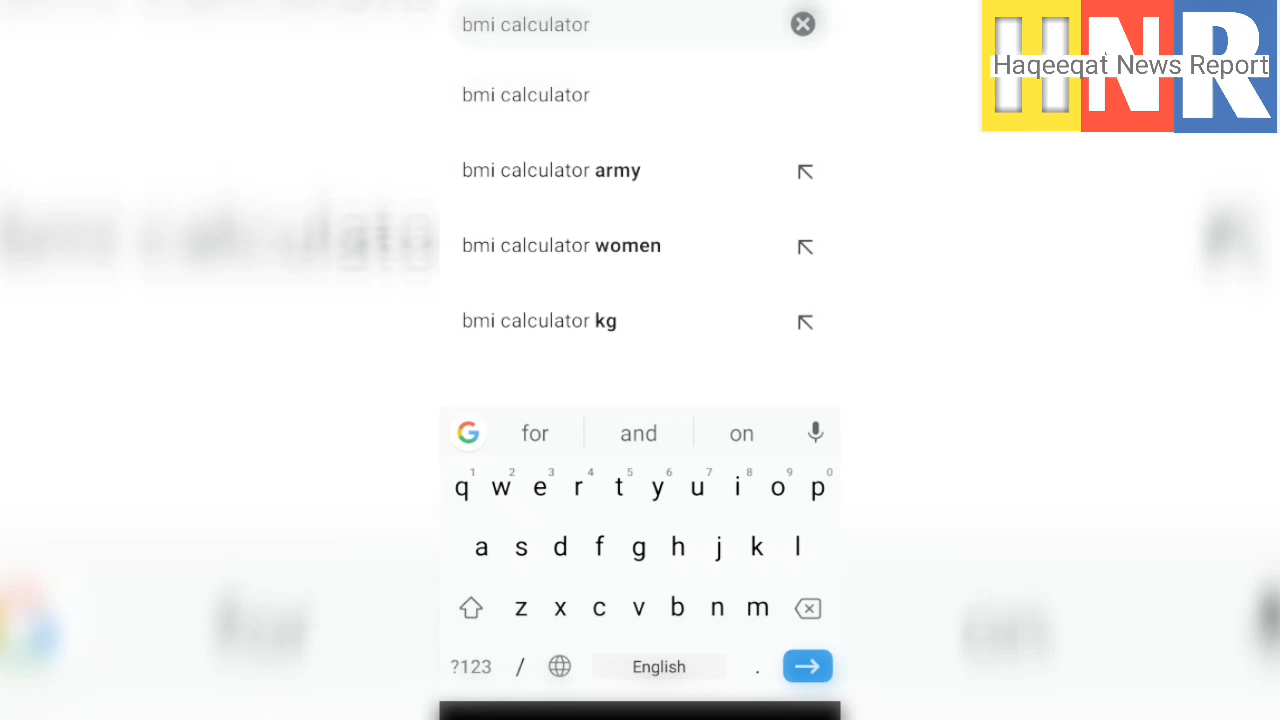 bmi calculator
HNR
Haqeeqat News Report
bmi calculator
bmi calculator army
bmi calculator women
bmi calculator kg
for and on
1 2 3 4 5 6 7 8 9 0
q w e r t y u i o p
a s d f g h j k l
z x c v b n m
?123 / English .